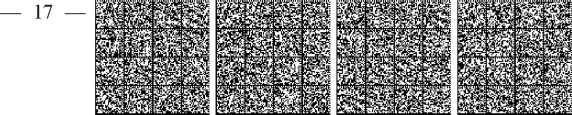 — 17 —